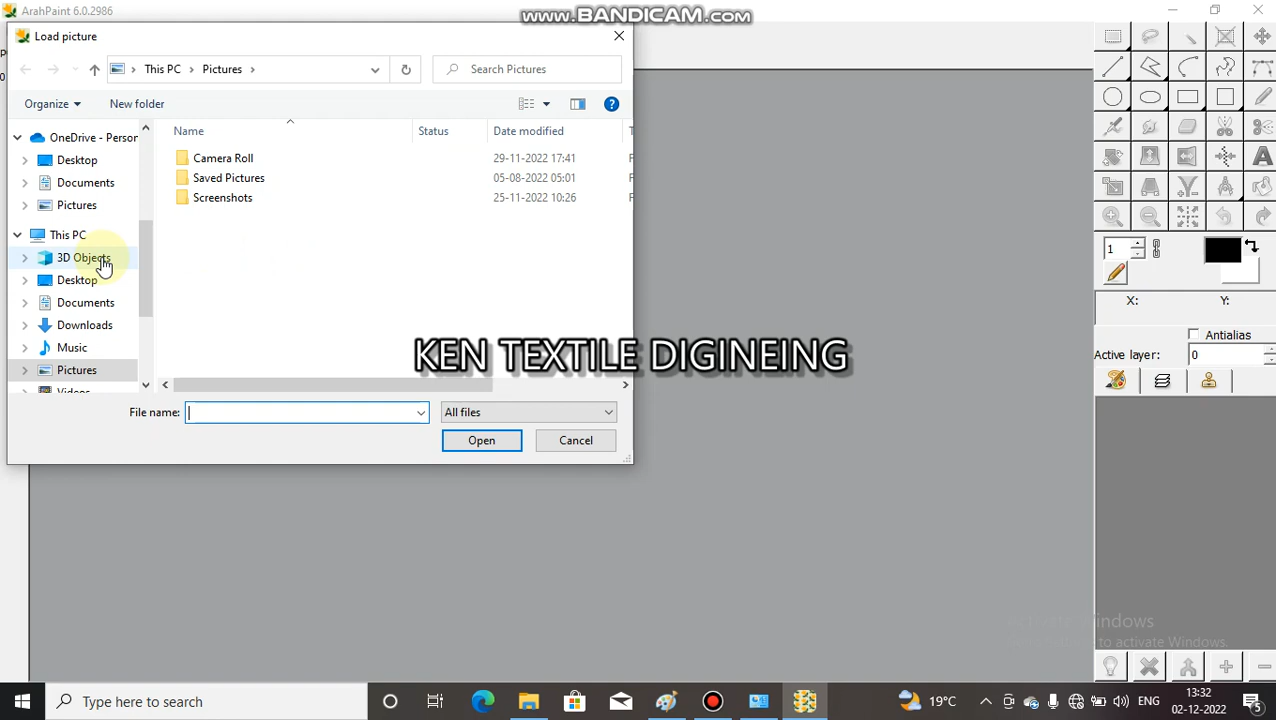 ArahPaint 6.0.2986
www.BANDICAM.com
Load picture
This PC
Pictures
Search Pictures
Organize
New folder
Name
Status
Date modified
OneDrive - Person
Desktop
Documents
Pictures
This PC
3D Objects
Desktop
Documents
Downloads
Music
Pictures
Camera Roll
29-11-2022 17:41
Saved Pictures
05-08-2022 05:01
Screenshots
25-11-2022 10:26
KEN TEXTILE DIGINEING
File name:
All files
Open
Cancel
1
X:
Y:
Antialias
Active layer:
0
Type here to search
19°C
ENG
13:32
02-12-2022
5